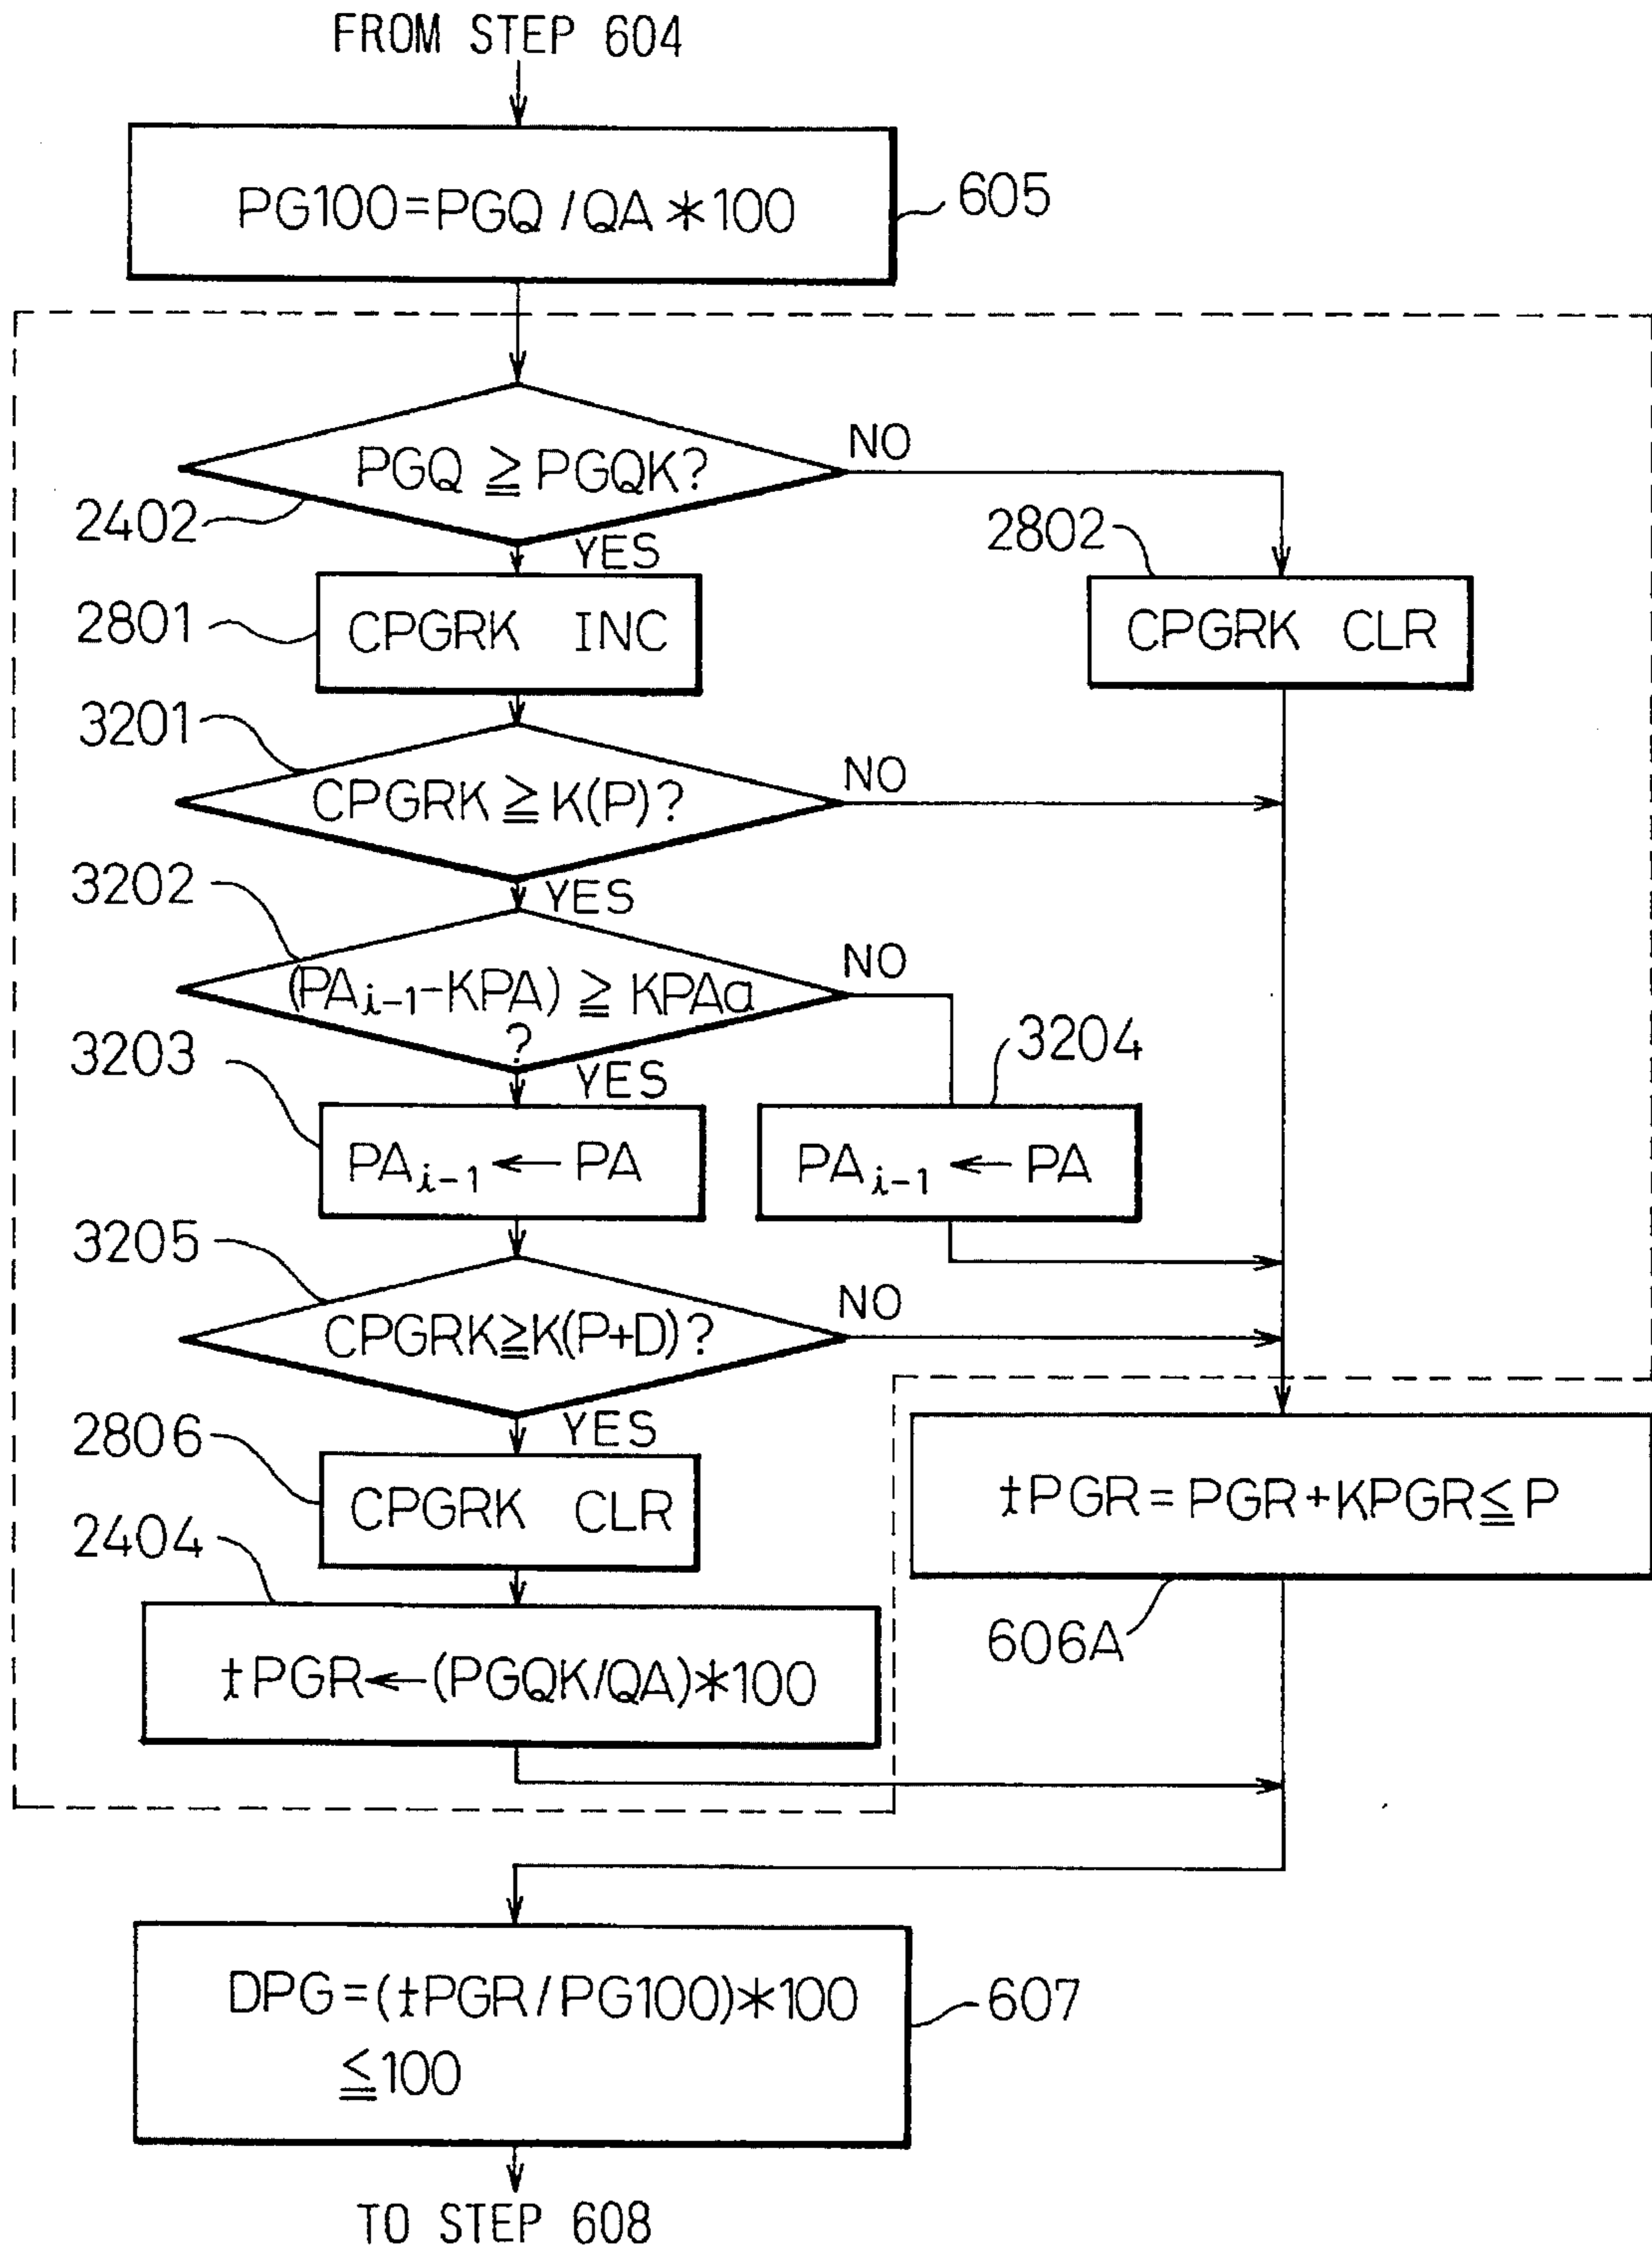 FROM STEP 604
PG100=PGQ/QA*100
605
PGQ≧PGQK?
NO
2402
YES
2802
2801
CPGRK INC
CPGRK CLR
3201
CPGRK≧K(P)?
NO
3202
YES
(PAi-1-KPA)≧KPAa
?
NO
3203
YES
3204
PAi-1←PA
PAi-1←PA
3205
CPGRK≧K(P+D)?
NO
2806
YES
CPGRK CLR
tPGR=PGR+KPGR≦P
2404
606A
tPGR←(PGQK/QA)*100
DPG=(tPGR/PG100)*100
≦100
607
TO STEP 608